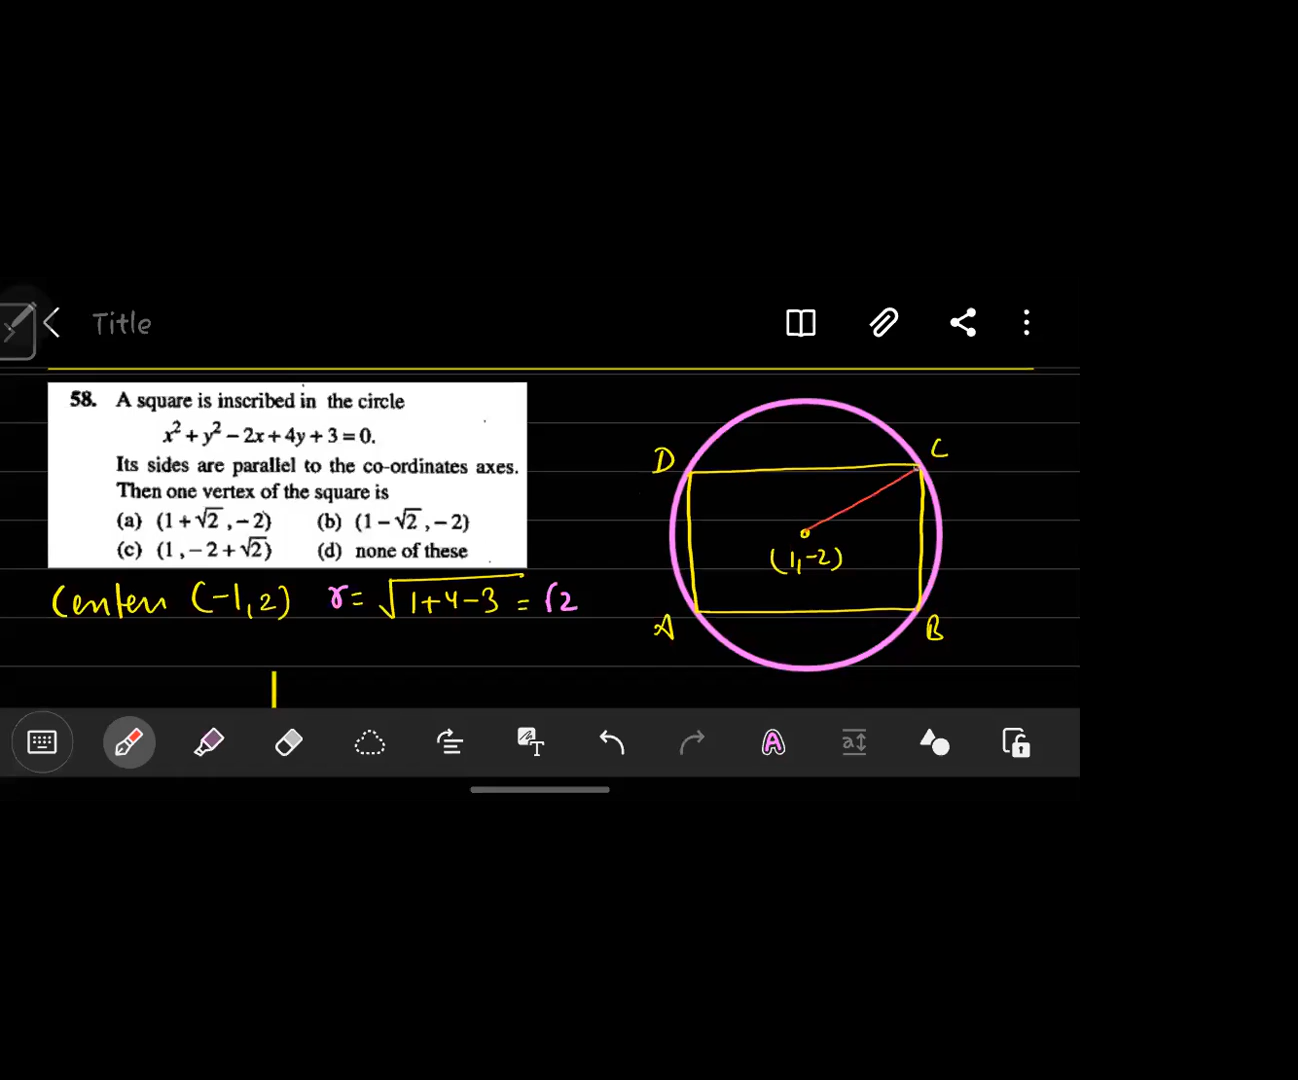 Title
58. A square is inscribed in the circle
x² + y² − 2x + 4y + 3 = 0.
Its sides are parallel to the co-ordinates axes.
Then one vertex of the square is
(a) (1 + √2 , − 2) (b) (1 − √2 , − 2)
(c) (1 , − 2 + √2) (d) none of these
Centen (-1, 2) r = √1+4-3 = √2
D
C
(1, -2)
A
B
T
A
a